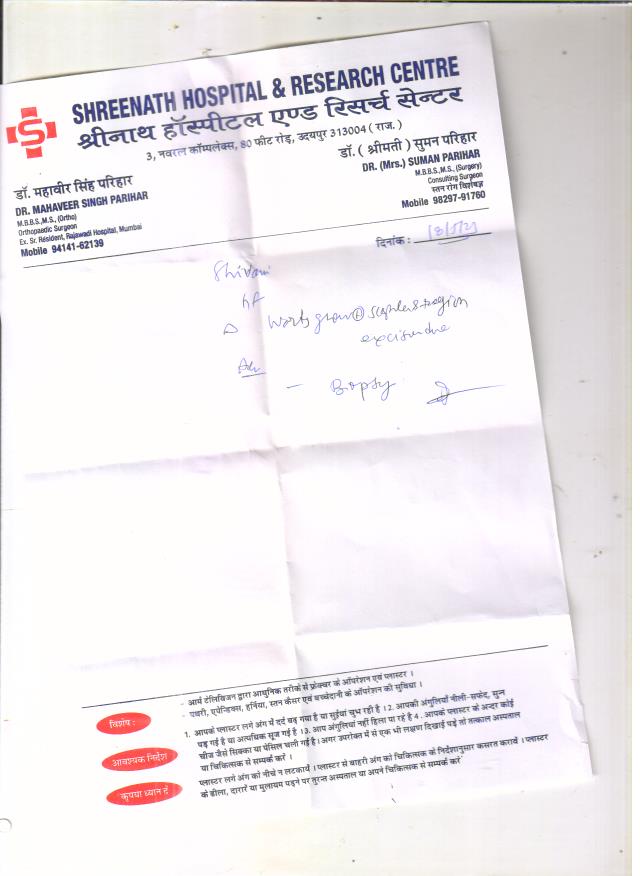 SHREENATH HOSPITAL & RESEARCH CENTRE
श्रीनाथ हॉस्पीटल एण्ड रिसर्च सेन्टर
3, नवरत्न कॉम्पलेक्स, 80 फीट रोड़, उदयपुर 313004 ( राज. )
डॉ. महावीर सिंह परिहार
DR. MAHAVEER SINGH PARIHAR
M.B.B.S.,M.S., (Ortho)
Orthopaedic Surgeon
Ex. Sr. Resident, Rajawadi Hospital, Mumbai
Mobile 94141-62139
डॉ. ( श्रीमती ) सुमन परिहार
DR. (Mrs.) SUMAN PARIHAR
M.B.B.S.,M.S., (Surgery)
Consulting Surgeon
स्तन रोग विशेषज्ञ
Mobile 98297-91760
दिनांक :
Shivani
region
Adv
- Biopsy
विशेष :
- आर्य टेलिविजन द्वारा आधुनिक तरीके से फ्रेक्चर के ऑपरेशन एवं प्लास्टर ।
- पथरी, एपेन्डिक्स, हर्निया, स्तन कैंसर एवं बच्चेदानी के ऑपरेशन की सुविधा ।
आवश्यक निर्देश
1. आपके प्लास्टर लगे अंग में दर्द बढ़ गया है या सुईयां चुभ रही है । 2. आपकी अंगुलियाँ नीली-सफेद, सुन्न
पड़ गई है या अत्यधिक सूज गई है । 3. आप अंगुलियां नहीं हिला पा रहे है 4. आपके प्लास्टर के अन्दर कोई
चीज जैसे सिक्का या पेंसिल चली गई है । अगर उपरोक्त में से एक भी लक्षण दिखाई पड़े तो तत्काल अस्पताल
या चिकित्सक से सम्पर्क करें ।
कृपया ध्यान दें
प्लास्टर लगे अंग को नीचे न लटकायें । प्लास्टर से बाहरी अंग को चिकित्सक के निर्देशानुसार कसरत करावें । प्लास्टर
के ढीला, दारारें या मुलायम पड़ने पर तुरन्त अस्पताल या अपने चिकित्सक से सम्पर्क करें